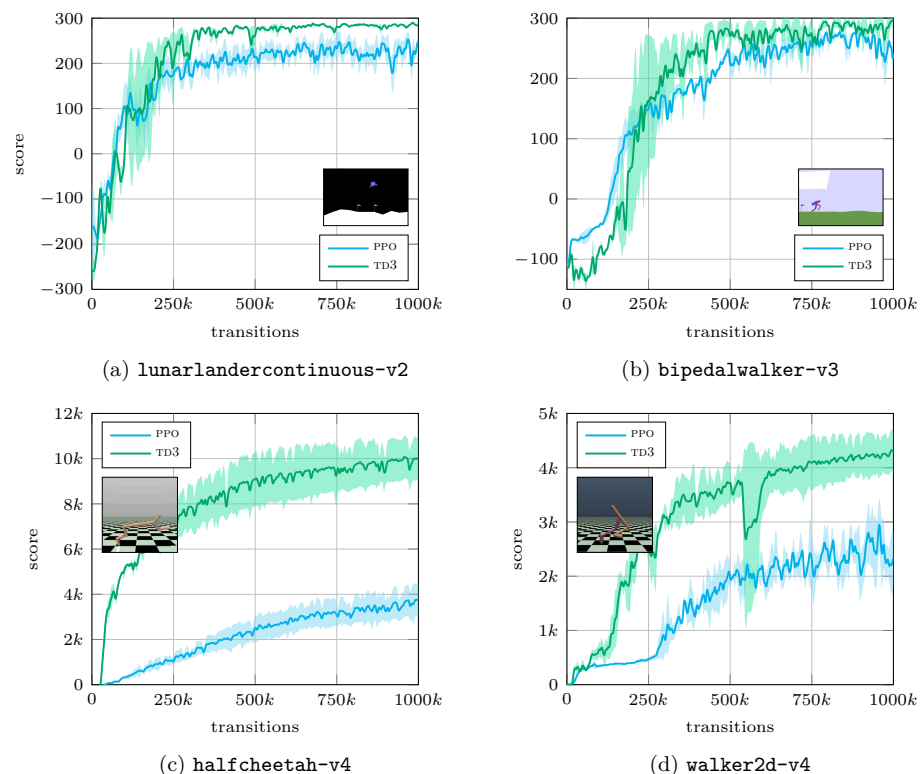 300
200
100
0
−100
−200
−300
score
PPO
TD3
0
250k
500k
750k
1000k
transitions
(a) lunarlandercontinuous-v2
300
200
100
0
−100
score
PPO
TD3
0
250k
500k
750k
1000k
transitions
(b) bipedalwalker-v3
12k
10k
8k
6k
4k
2k
0
score
PPO
TD3
0
250k
500k
750k
1000k
transitions
(c) halfcheetah-v4
5k
4k
3k
2k
1k
0
score
PPO
TD3
0
250k
500k
750k
1000k
transitions
(d) walker2d-v4